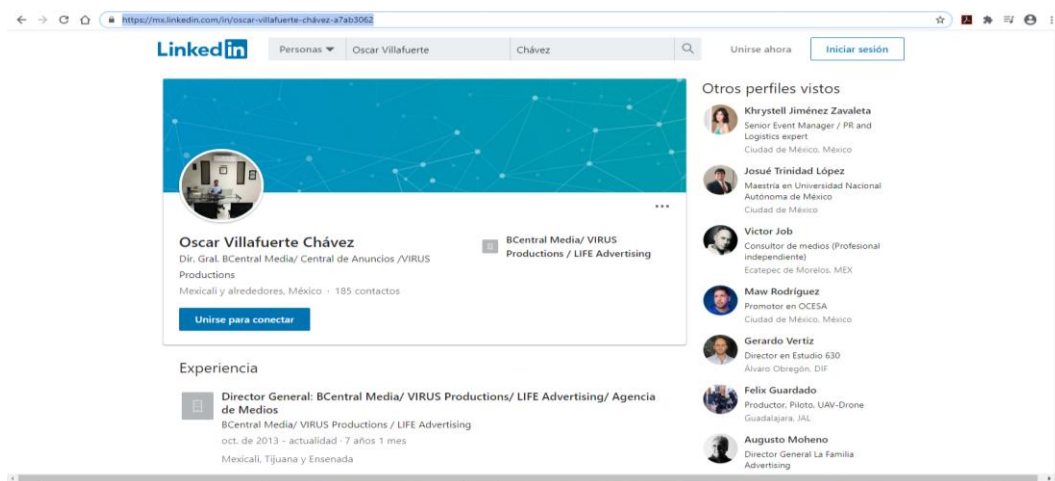 https://mx.linkedin.com/in/oscar-villafuerte-chávez-a7ab3062
Linked in
Personas
Oscar Villafuerte
Chávez
Unirse ahora
Iniciar sesión
Oscar Villafuerte Chávez
Dir. Gral. BCentral Media/ Central de Anuncios /VIRUS
Productions
Mexicali y alrededores, México · 185 contactos
Unirse para conectar
BCentral Media/ VIRUS
Productions / LIFE Advertising
Experiencia
Director General: BCentral Media/ VIRUS Productions/ LIFE Advertising/ Agencia
de Medios
BCentral Media/ VIRUS Productions / LIFE Advertising
oct. de 2013 - actualidad · 7 años 1 mes
Mexicali, Tijuana y Ensenada
Otros perfiles vistos
Khrystell Jiménez Zavaleta
Senior Event Manager / PR and
Logistics expert
Ciudad de México, México
Josué Trinidad López
Maestría en Universidad Nacional
Autónoma de México
Ciudad de México
Victor Job
Consultor de medios (Profesional
independiente)
Ecatepec de Morelos, MEX
Maw Rodríguez
Promotor en OCESA
Ciudad de México, México
Gerardo Vertiz
Director en Estudio 630
Álvaro Obregón, DIF
Felix Guardado
Productor, Piloto, UAV-Drone
Guadalajara, JAL
Augusto Moheno
Director General La Familia
Advertising